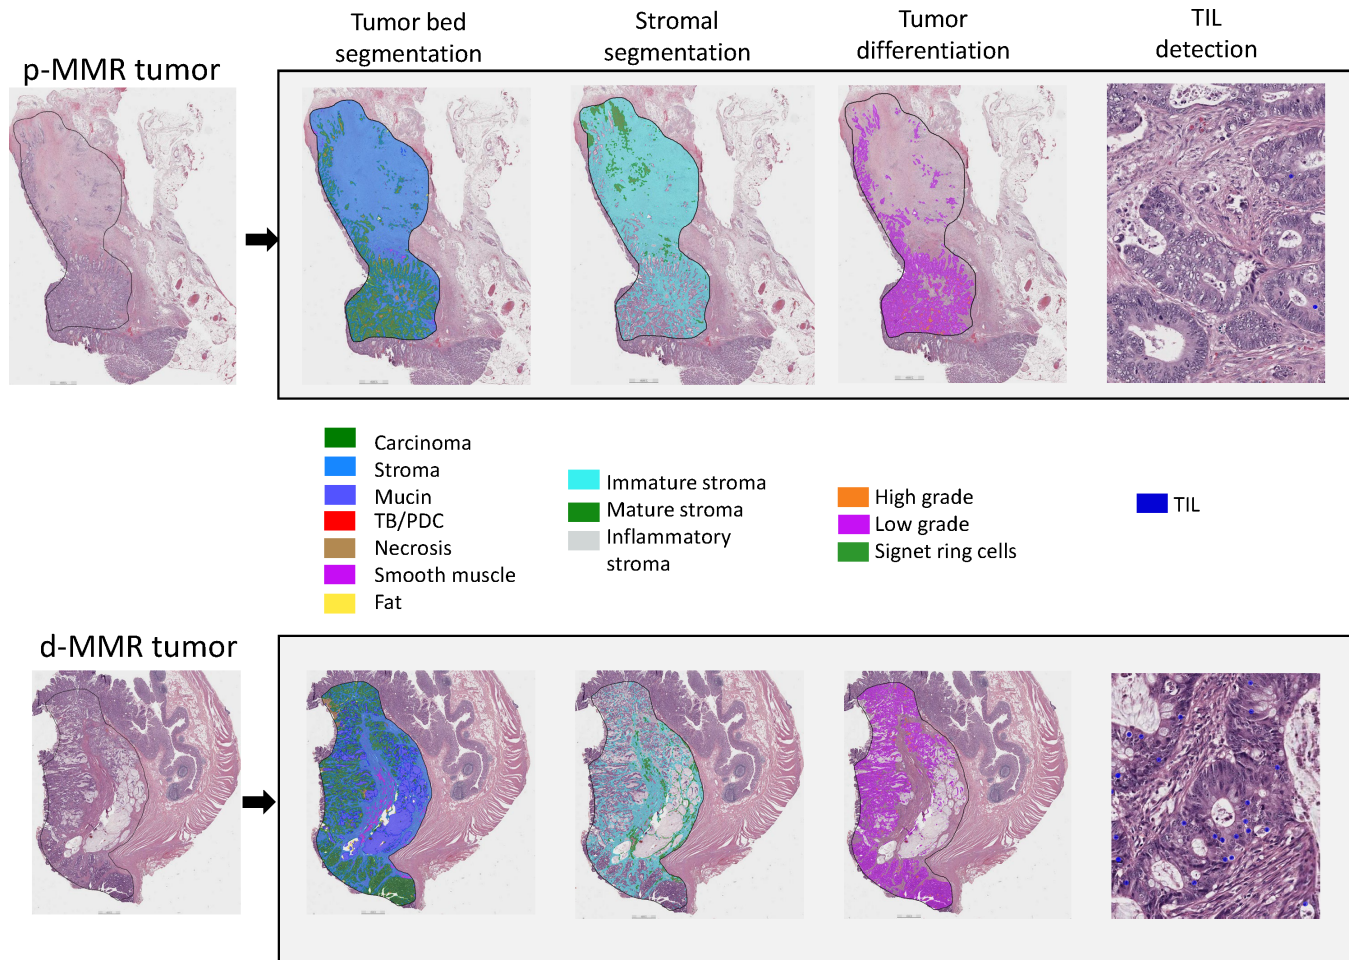 Tumor bed
segmentation
Stromal
segmentation
Tumor
differentiation
TIL
detection
p-MMR tumor
Carcinoma
Stroma
Mucin
TB/PDC
Necrosis
Smooth muscle
Fat
Immature stroma
Mature stroma
Inflammatory
stroma
High grade
Low grade
Signet ring cells
TIL
d-MMR tumor